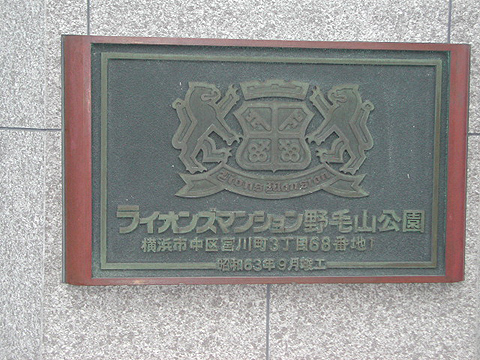 ライオンズマンション野毛山公園
横浜市中区宮川町3丁目68番地1
昭和63年9月竣工